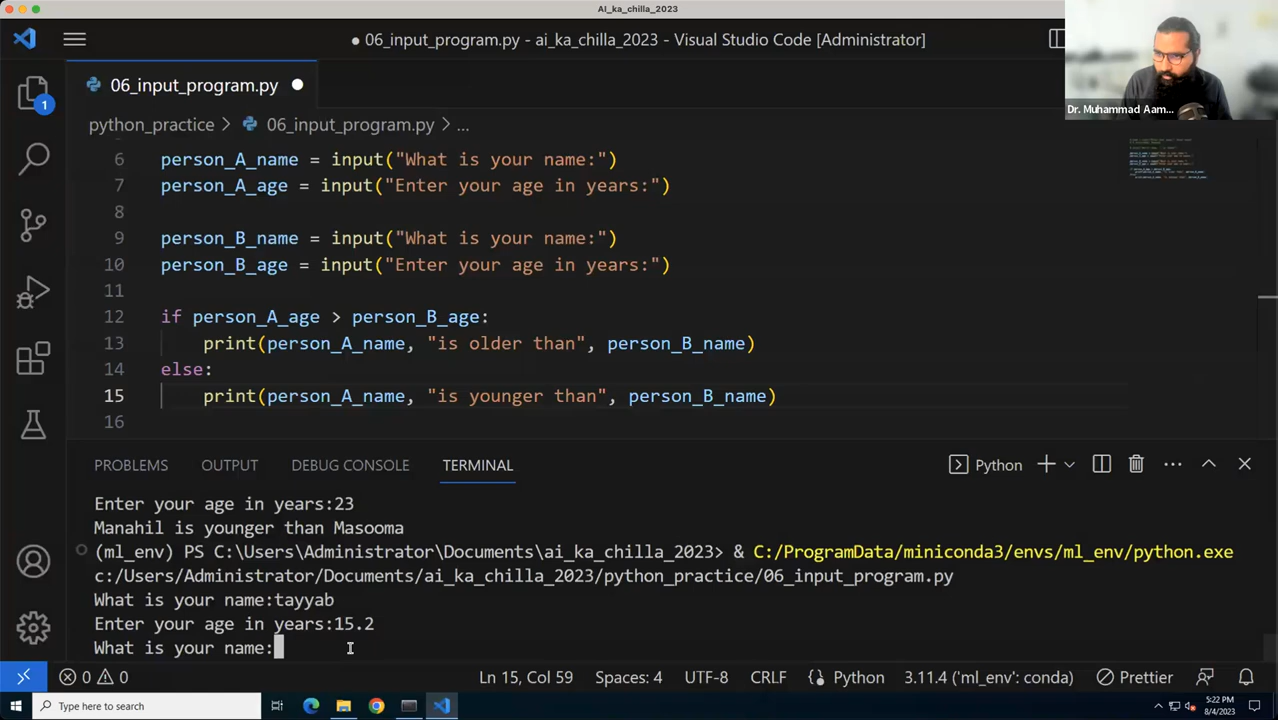 AI_ka_chilla_2023
● 06_input_program.py - ai_ka_chilla_2023 - Visual Studio Code [Administrator]
Dr. Muhammad Aam...
06_input_program.py
1
python_practice > 06_input_program.py > ...
6 person_A_name = input("What is your name:")
7 person_A_age = input("Enter your age in years:")
8
9 person_B_name = input("What is your name:")
10 person_B_age = input("Enter your age in years:")
11
12 if person_A_age > person_B_age:
13 print(person_A_name, "is older than", person_B_name)
14 else:
15 print(person_A_name, "is younger than", person_B_name)
16
PROBLEMS OUTPUT DEBUG CONSOLE TERMINAL Python
Enter your age in years:23
Manahil is younger than Masooma
(ml_env) PS C:\Users\Administrator\Documents\ai_ka_chilla_2023> & C:/ProgramData/miniconda3/envs/ml_env/python.exe
c:/Users/Administrator/Documents/ai_ka_chilla_2023/python_practice/06_input_program.py
What is your name:tayyab
Enter your age in years:15.2
What is your name:
0 0 Ln 15, Col 59 Spaces: 4 UTF-8 CRLF Python 3.11.4 ('ml_env': conda) Prettier
Type here to search
5:22 PM
8/4/2023